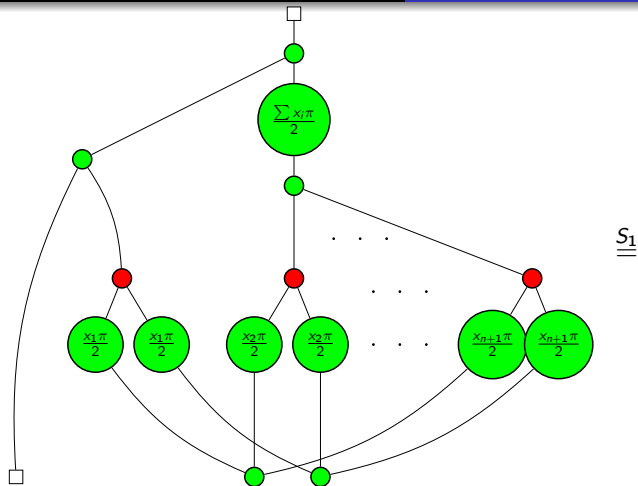 ∑ x_iπ
2
. . .
S_1
. . .
x_1π x_1π x_2π x_2π . . . x_{n+1}π x_{n+1}π
2 2 2 2 2 2